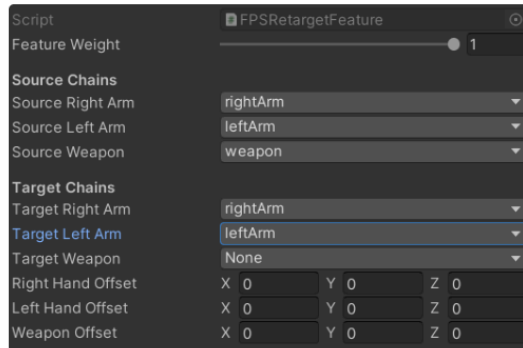 Script FPSRetargetFeature
Feature Weight 1
Source Chains
Source Right Arm rightArm
Source Left Arm leftArm
Source Weapon weapon
Target Chains
Target Right Arm rightArm
Target Left Arm leftArm
Target Weapon None
Right Hand Offset X 0 Y 0 Z 0
Left Hand Offset X 0 Y 0 Z 0
Weapon Offset X 0 Y 0 Z 0